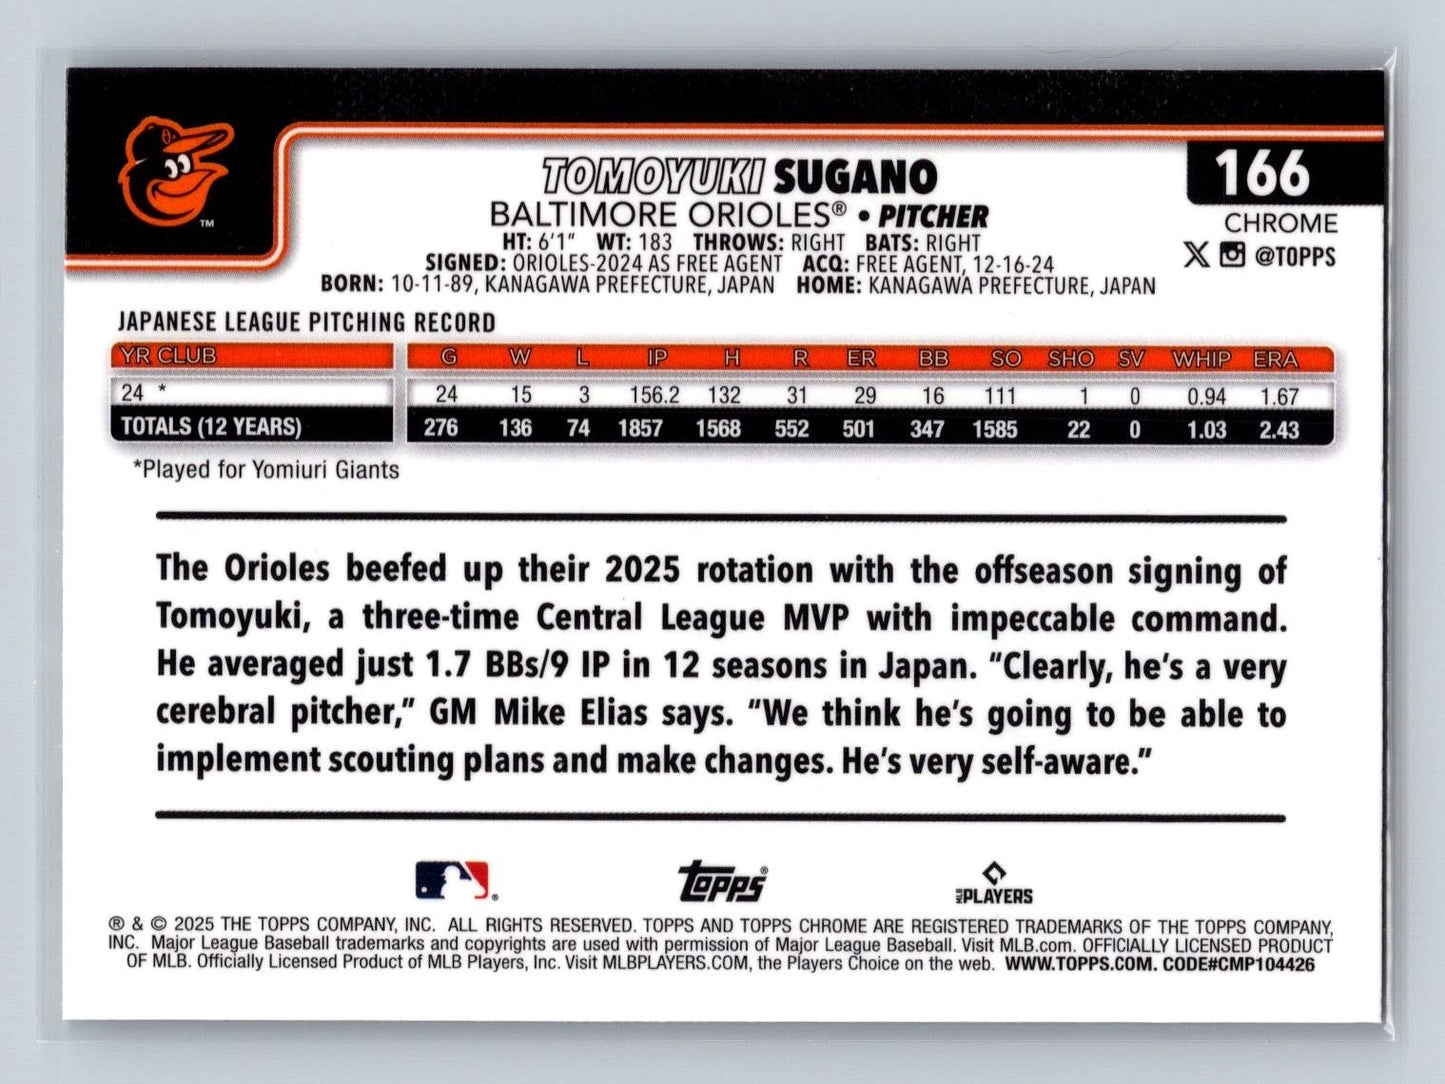 TOMOYUKI SUGANO
BALTIMORE ORIOLES® • PITCHER
HT: 6'1" WT: 183 THROWS: RIGHT BATS: RIGHT
SIGNED: ORIOLES-2024 AS FREE AGENT ACQ: FREE AGENT, 12-16-24
BORN: 10-11-89, KANAGAWA PREFECTURE, JAPAN HOME: KANAGAWA PREFECTURE, JAPAN
166
CHROME
X @TOPPS
TM
JAPANESE LEAGUE PITCHING RECORD
YR CLUB G W L IP H R ER BB SO SHO SV WHIP ERA
24 * 24 15 3 156.2 132 31 29 16 111 1 0 0.94 1.67
TOTALS (12 YEARS) 276 136 74 1857 1568 552 501 347 1585 22 0 1.03 2.43
*Played for Yomiuri Giants
The Orioles beefed up their 2025 rotation with the offseason signing of
Tomoyuki, a three-time Central League MVP with impeccable command.
He averaged just 1.7 BBs/9 IP in 12 seasons in Japan. “Clearly, he’s a very
cerebral pitcher,” GM Mike Elias says. “We think he’s going to be able to
implement scouting plans and make changes. He’s very self-aware.”
® topps® MLB PLAYERS
® & © 2025 THE TOPPS COMPANY, INC. ALL RIGHTS RESERVED. TOPPS AND TOPPS CHROME ARE REGISTERED TRADEMARKS OF THE TOPPS COMPANY,
INC. Major League Baseball trademarks and copyrights are used with permission of Major League Baseball. Visit MLB.com. OFFICIALLY LICENSED PRODUCT
OF MLB. Officially Licensed Product of MLB Players, Inc. Visit MLBPLAYERS.COM, the Players Choice on the web. WWW.TOPPS.COM. CODE#CMP104426